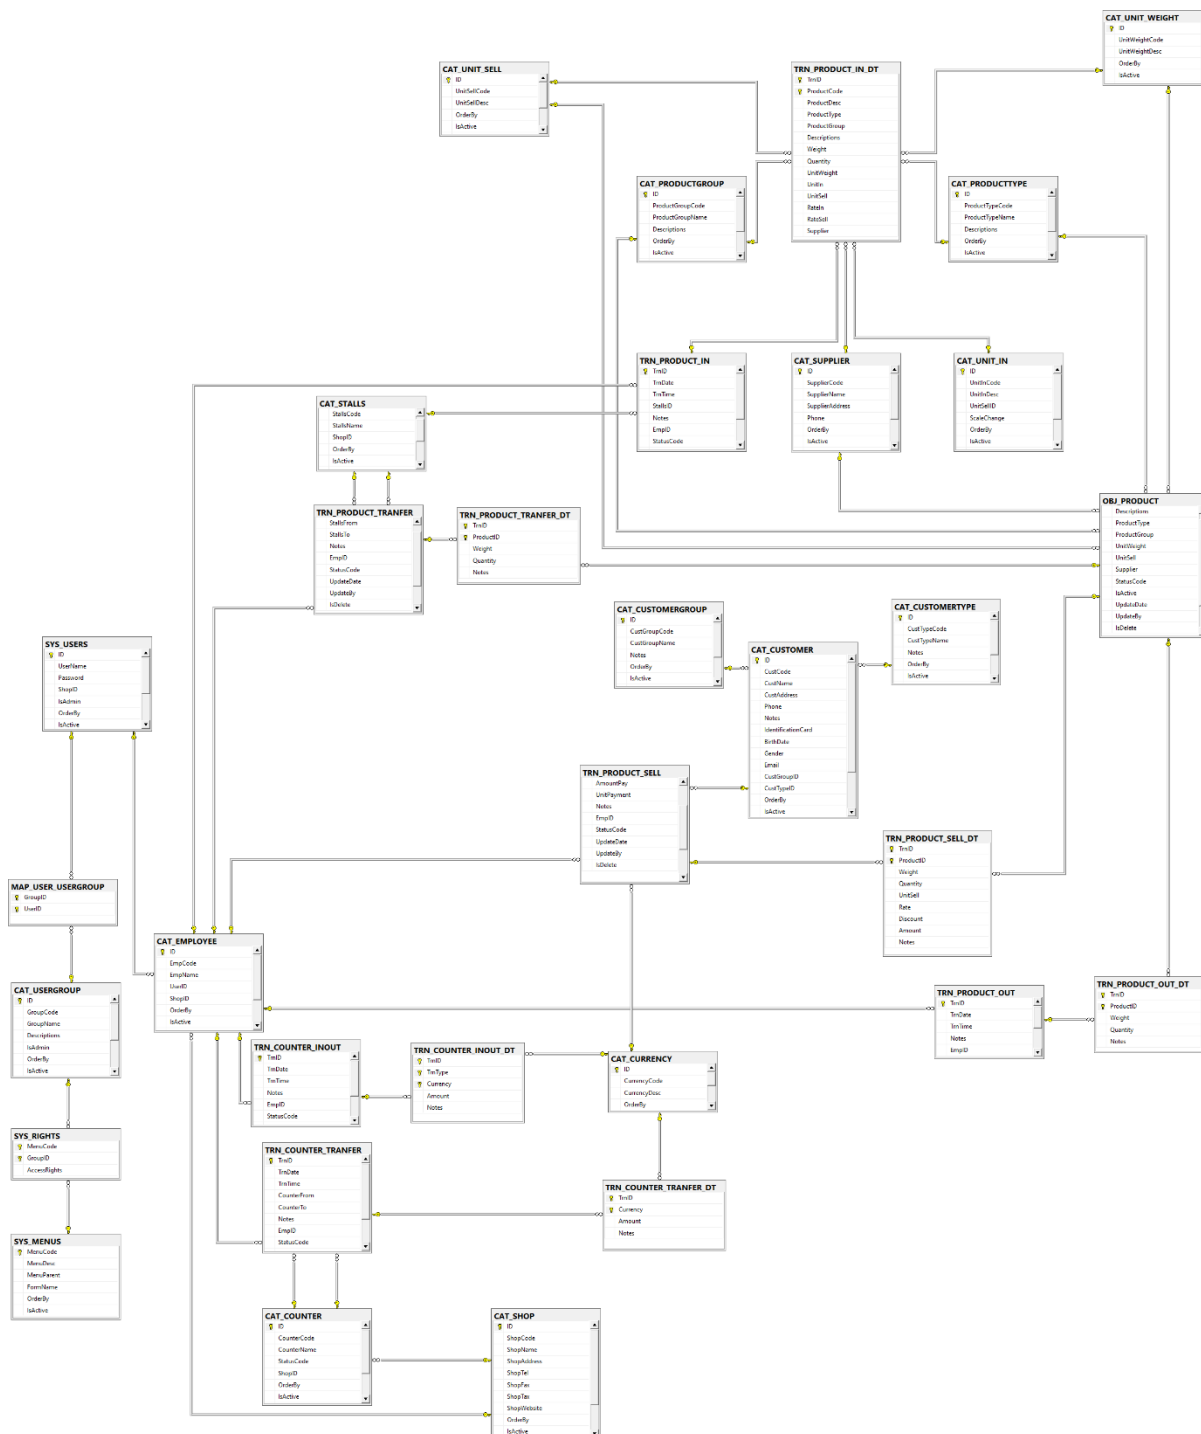 CAT_UNIT_WEIGHT
ID
UnitWeightCode
UnitWeightDesc
OrderBy
IsActive
CAT_UNIT_SELL
ID
UnitSellCode
UnitSellDesc
OrderBy
IsActive
TRN_PRODUCT_IN_DT
TrnID
ProductCode
ProductDesc
ProductType
ProductGroup
Descriptions
Weight
Quantity
UnitWeight
UnitIn
UnitSell
RateIn
RateSell
Supplier
CAT_PRODUCTGROUP
ID
ProductGroupCode
ProductGroupName
Descriptions
OrderBy
IsActive
CAT_PRODUCTTYPE
ID
ProductTypeCode
ProductTypeName
Descriptions
OrderBy
IsActive
TRN_PRODUCT_IN
TrnID
TrnDate
TrnTime
StallsID
Notes
EmpID
StatusCode
CAT_SUPPLIER
ID
SupplierCode
SupplierName
SupplierAddress
Phone
OrderBy
IsActive
CAT_UNIT_IN
ID
UnitInCode
UnitInDesc
UnitSellID
ScaleChange
OrderBy
IsActive
CAT_STALLS
StallsCode
StallsName
ShopID
OrderBy
IsActive
OBJ_PRODUCT
Descriptions
ProductType
ProductGroup
UnitWeight
UnitSell
Supplier
StatusCode
IsActive
UpdateDate
UpdateBy
IsDelete
TRN_PRODUCT_TRANFER
StallsFrom
StallsTo
Notes
EmpID
StatusCode
UpdateDate
UpdateBy
IsDelete
TRN_PRODUCT_TRANFER_DT
TrnID
ProductID
Weight
Quantity
Notes
CAT_CUSTOMERGROUP
ID
CustGroupCode
CustGroupName
Notes
OrderBy
IsActive
CAT_CUSTOMERTYPE
ID
CustTypeCode
CustTypeName
Notes
OrderBy
IsActive
SYS_USERS
ID
UserName
Password
ShopID
IsAdmin
OrderBy
IsActive
CAT_CUSTOMER
ID
CustCode
CustName
CustAddress
Phone
Notes
IdentificationCard
BirthDate
Gender
Email
CustGroupID
CustTypeID
OrderBy
IsActive
TRN_PRODUCT_SELL
AmountPay
UnitPayment
Notes
EmpID
StatusCode
UpdateDate
UpdateBy
IsDelete
TRN_PRODUCT_SELL_DT
TrnID
ProductID
Weight
Quantity
UnitSell
Rate
Discount
Amount
Notes
MAP_USER_USERGROUP
GroupID
UserID
CAT_EMPLOYEE
ID
EmpCode
EmpName
UserID
ShopID
OrderBy
IsActive
CAT_USERGROUP
ID
GroupCode
GroupName
Descriptions
IsAdmin
OrderBy
IsActive
TRN_PRODUCT_OUT
TrnID
TrnDate
TrnTime
Notes
EmpID
TRN_PRODUCT_OUT_DT
TrnID
ProductID
Weight
Quantity
Notes
TRN_COUNTER_INOUT
TrnID
TrnDate
TrnTime
Notes
EmpID
StatusCode
TRN_COUNTER_INOUT_DT
TrnID
TrnType
Currency
Amount
Notes
CAT_CURRENCY
ID
CurrencyCode
CurrencyDesc
OrderBy
SYS_RIGHTS
MenuCode
GroupID
AccessRights
TRN_COUNTER_TRANFER
TrnID
TrnDate
TrnTime
CounterFrom
CounterTo
Notes
EmpID
StatusCode
TRN_COUNTER_TRANFER_DT
TrnID
Currency
Amount
Notes
SYS_MENUS
MenuCode
MenuDesc
MenuParent
FormName
OrderBy
IsActive
CAT_COUNTER
ID
CounterCode
CounterName
StatusCode
ShopID
OrderBy
IsActive
CAT_SHOP
ID
ShopCode
ShopName
ShopAddress
ShopTel
ShopFax
ShopTax
ShopWebsite
OrderBy
IsActive